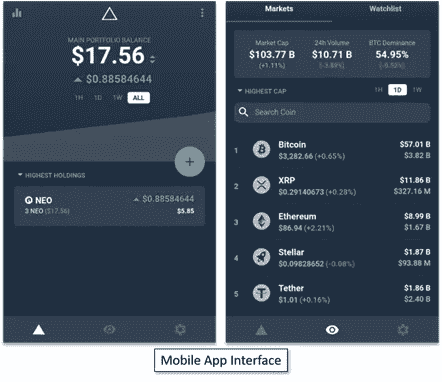 MAIN PORTFOLIO BALANCE
$17.56
$0.88584644
1H 1D 1W ALL
HIGHEST HOLDINGS
NEO $0.88584644
3 NEO ($17.56) $5.85
Markets Watchlist
Market Cap 24h Volume BTC Dominance
$103.77 B $10.71 B 54.95%
(+1.11%) (-3.88%)
HIGHEST CAP 1H 1D 1W
Search Coin
1 Bitcoin $57.01 B
$3,282.66 (+0.65%) $3.82 B
2 XRP $11.86 B
$0.29140673 (+0.28%) $327.16 M
3 Ethereum $8.99 B
$86.94 (+2.21%) $1.67 B
4 Stellar $1.87 B
$0.09828652 (-0.08%) $93.88 M
5 Tether $1.86 B
$1.01 (+0.16%) $2.40 B
Mobile App Interface